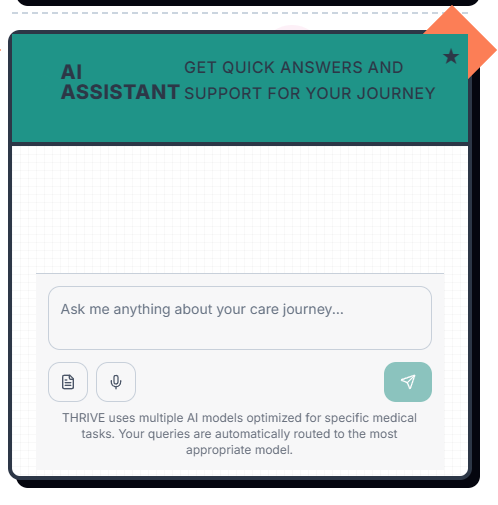 AI
ASSISTANT
GET QUICK ANSWERS AND
SUPPORT FOR YOUR JOURNEY
Ask me anything about your care journey...
THRIVE uses multiple AI models optimized for specific medical
tasks. Your queries are automatically routed to the most
appropriate model.